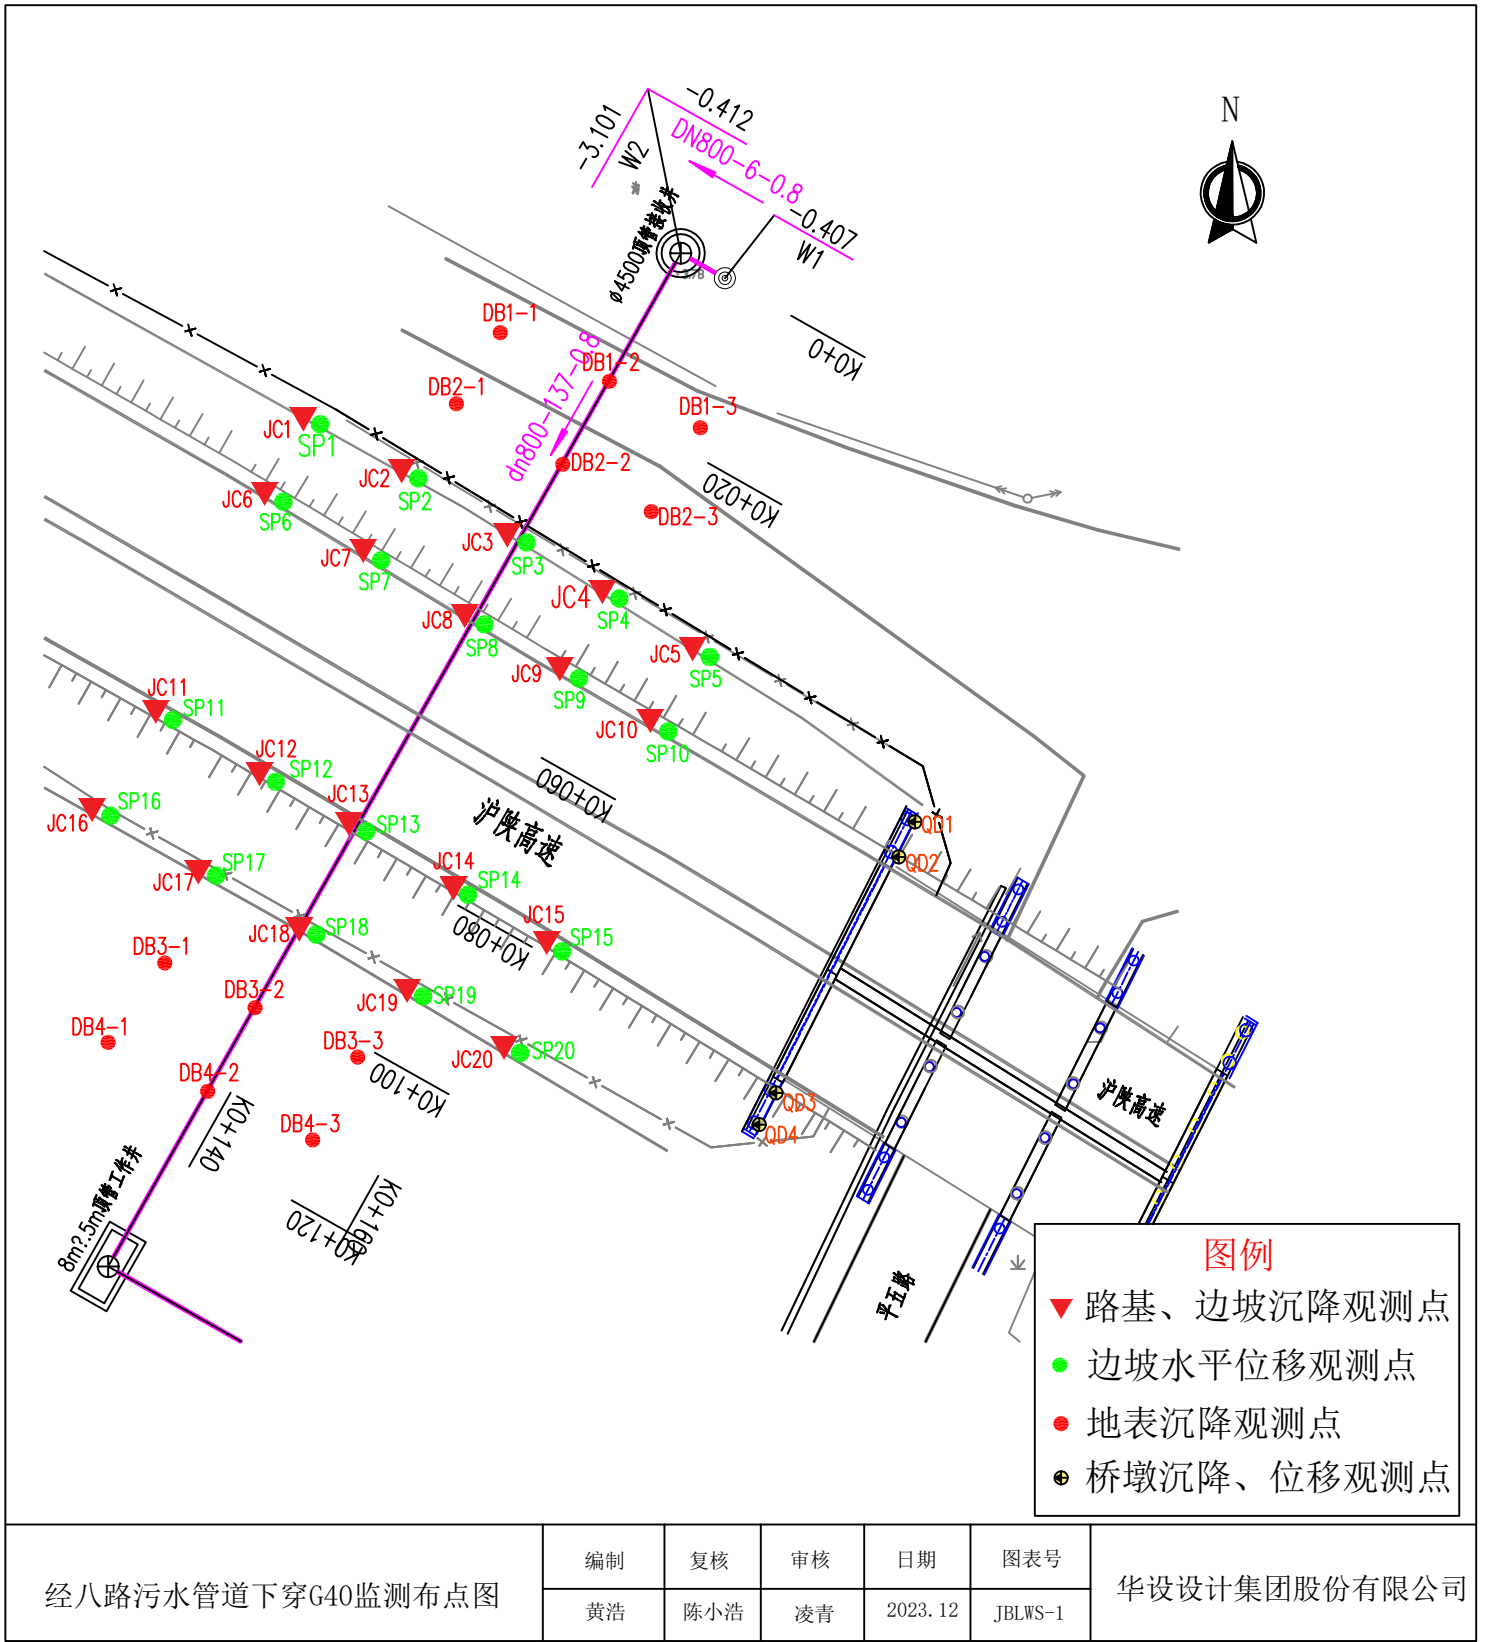 -0.412
N
-3.101
DN800-6-0.8
W2
-0.407
W1
ø4500顶管接收井
DB1-1
K0+0
DB1-2
dn800-137-0.8
DB2-1
DB1-3
JC1
SP1
DB2-2
JC2
SP2
K0+020
JC6
SP6
DB2-3
JC3
SP3
JC7
SP7
JC4
SP4
JC8
SP8
JC5
SP5
JC9
SP9
JC11
SP11
JC10
SP10
JC12
SP12
K0+060
JC13
SP13
沪陕高速
SP16
JC16
QD1
QD2
JC14
SP14
SP17
JC17
K0+080
JC15
SP15
JC18
SP18
DB3-1
DB3-2
JC19
SP19
DB4-1
DB3-3
JC20
SP20
DB4-2
K0+100
沪陕高速
QD3
DB4-3
QD4
K0+140
8m?.5m顶管工作井
K0+120
K0+160
平五路
图例
路基、边坡沉降观测点
边坡水平位移观测点
地表沉降观测点
桥墩沉降、位移观测点
经八路污水管道下穿G40监测布点图
编制
复核
审核
日期
图表号
黄浩
陈小浩
凌青
2023.12
JBLWS-1
华设设计集团股份有限公司